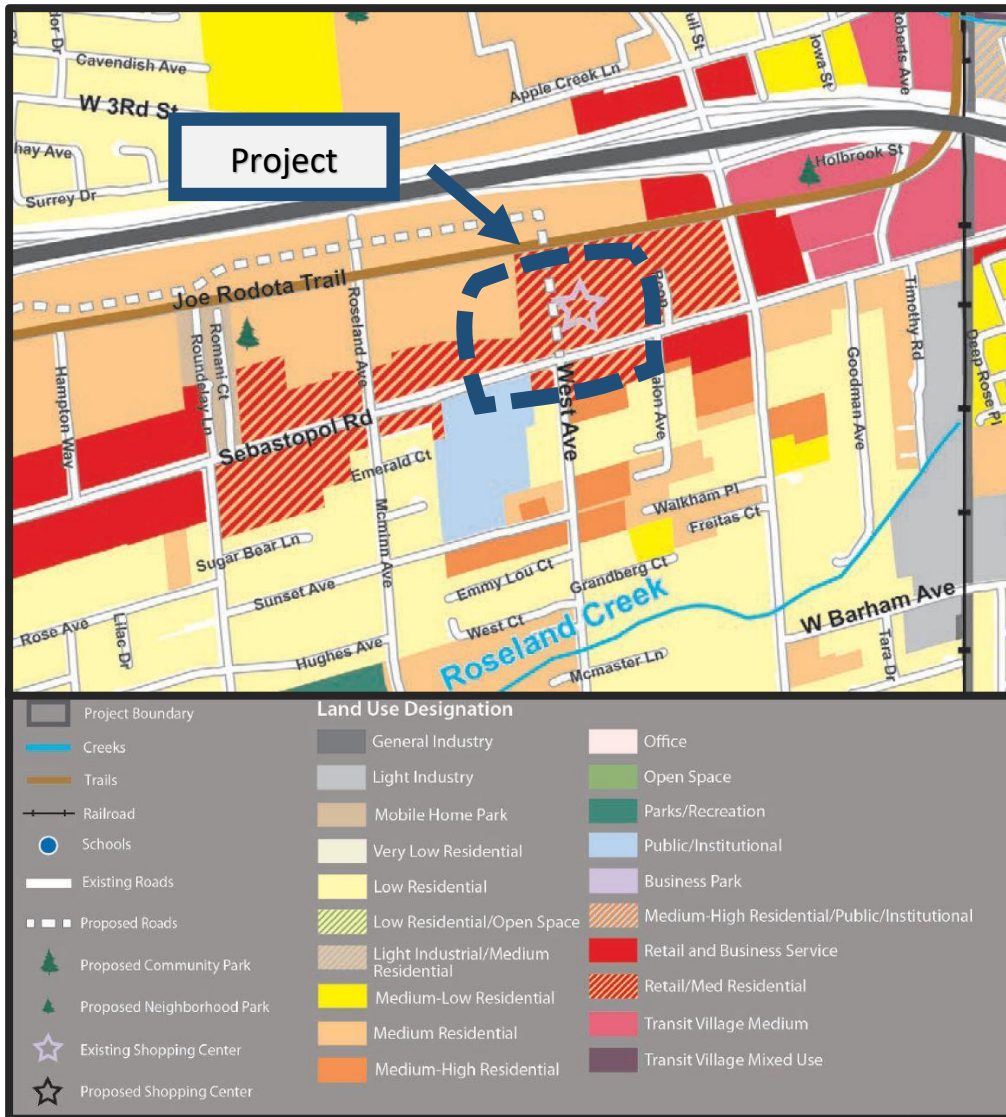 Cavendish Ave
W 3Rd St
Surrey Dr
Apple Creek Ln
Iowa St
Roberts Ave
Holbrook St
Project
Joe Rodota Trail
Roseland Ave
Romani Ct
Roundelay Ln
Hampton Way
Sebastopol Rd
West Ave
Timothy Rd
Goodman Ave
Deep Rose Pl
Emerald Ct
Mcminn Ave
Walkham Pl
Freitas Ct
Sugar Bear Ln
Sunset Ave
Emmy Lou Ct
Grandberg Ct
Rose Ave
Lilac Dr
West Ct
Roseland Creek
W Barham Ave
Hughes Ave
Mcmaster Ln
Tara Dr
Land Use Designation
Project Boundary
Creeks
Trails
Railroad
Schools
Existing Roads
Proposed Roads
Proposed Community Park
Proposed Neighborhood Park
Existing Shopping Center
Proposed Shopping Center
General Industry
Light Industry
Mobile Home Park
Very Low Residential
Low Residential
Low Residential/Open Space
Light Industrial/Medium
Residential
Medium-Low Residential
Medium Residential
Medium-High Residential
Office
Open Space
Parks/Recreation
Public/Institutional
Business Park
Medium-High Residential/Public/Institutional
Retail and Business Service
Retail/Med Residential
Transit Village Medium
Transit Village Mixed Use